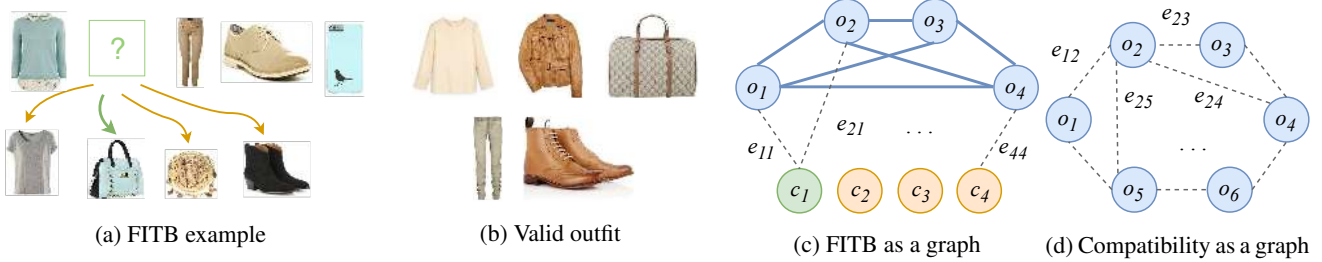 ?
(a) FITB example
(b) Valid outfit
o2 o3
o1 o4
e11 e21 . . . e44
c1 c2 c3 c4
(c) FITB as a graph
e23
e12 o2 o3
e25 e24
o1 o4
. . .
o5 o6
(d) Compatibility as a graph